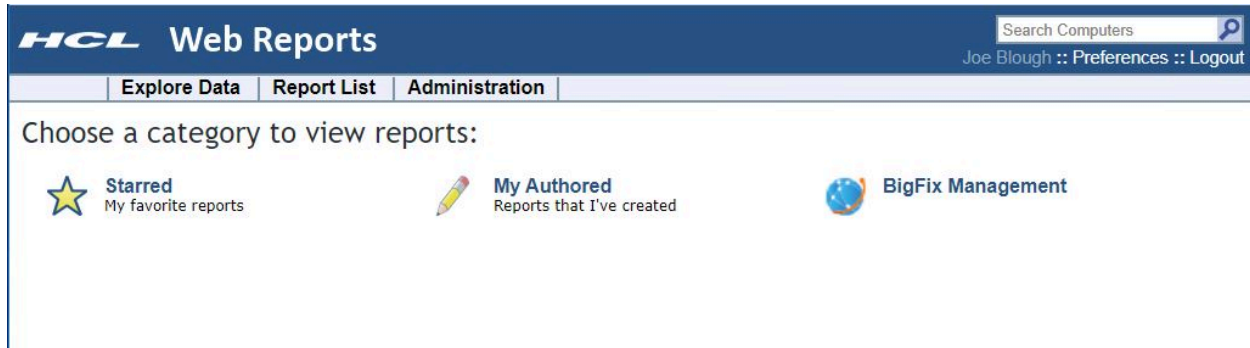 HCL Web Reports
Search Computers
Joe Blough :: Preferences :: Logout
Explore Data Report List Administration
Choose a category to view reports:
Starred
My favorite reports
My Authored
Reports that I've created
BigFix Management